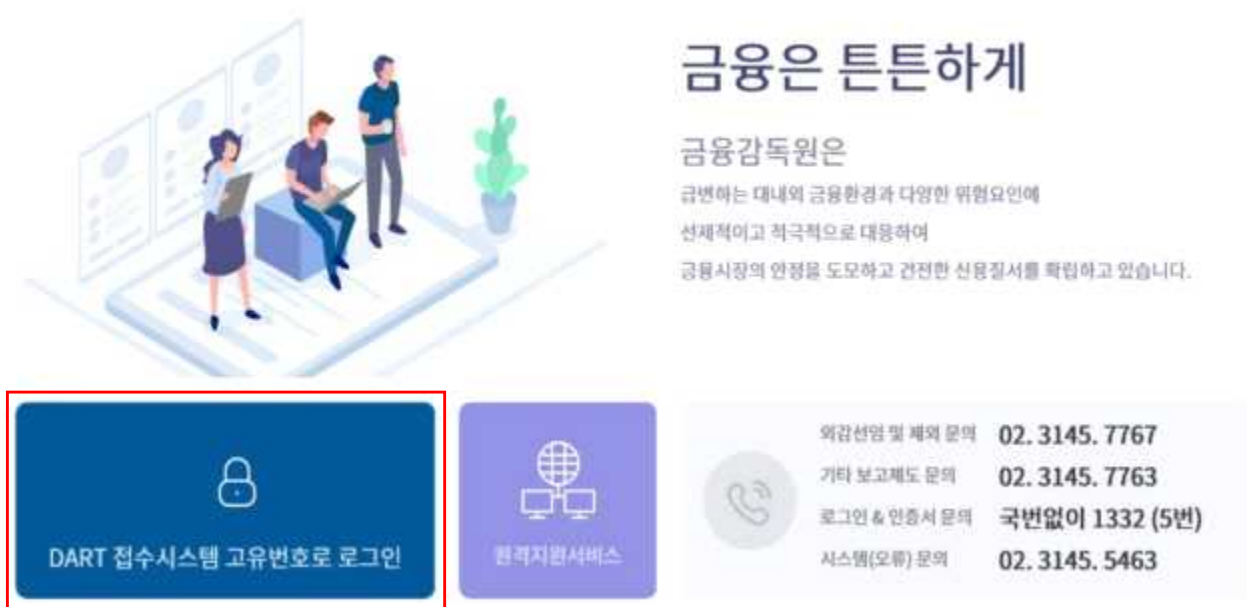 금융은 튼튼하게
금융감독원은
급변하는 대내외 금융환경과 다양한 위험요인에
선제적이고 적극적으로 대응하여
금융시장의 안정을 도모하고 건전한 신용질서를 확립하고 있습니다.
DART 접수시스템 고유번호로 로그인
원격지원서비스
외감선임 및 제외 문의 02. 3145. 7767
기타 보고제도 문의 02. 3145. 7763
로그인 & 인증서 문의 국번없이 1332 (5번)
시스템(오류) 문의 02. 3145. 5463